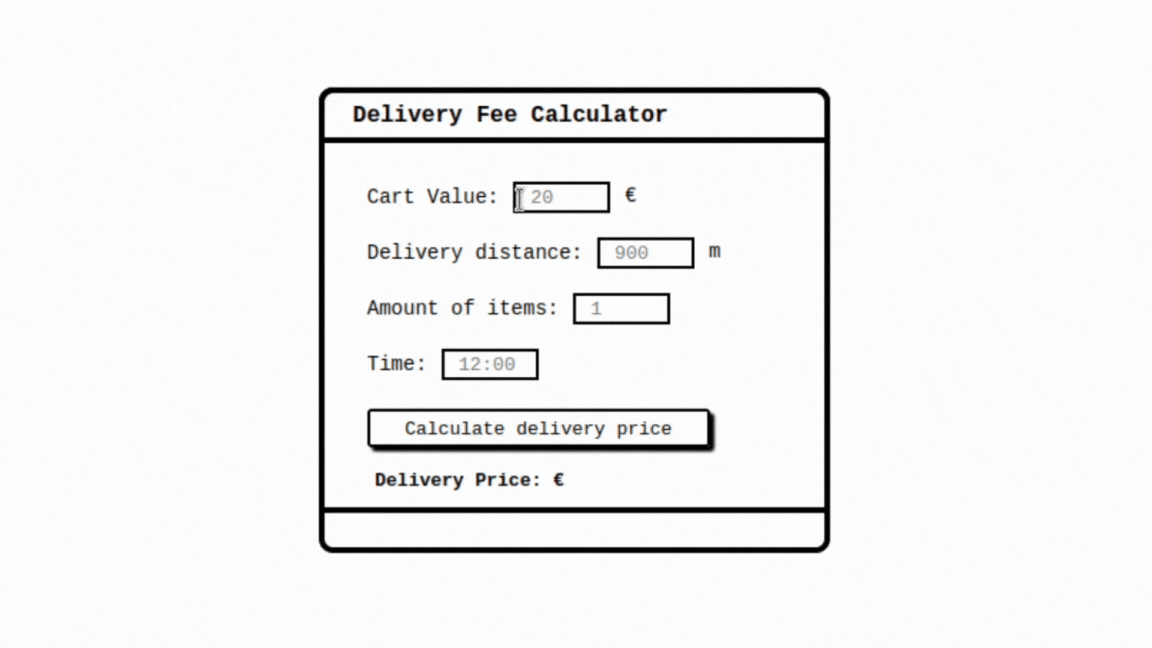 Delivery Fee Calculator
Cart Value: 20 €
Delivery distance: 900 m
Amount of items: 1
Time: 12:00
Calculate delivery price
Delivery Price: €